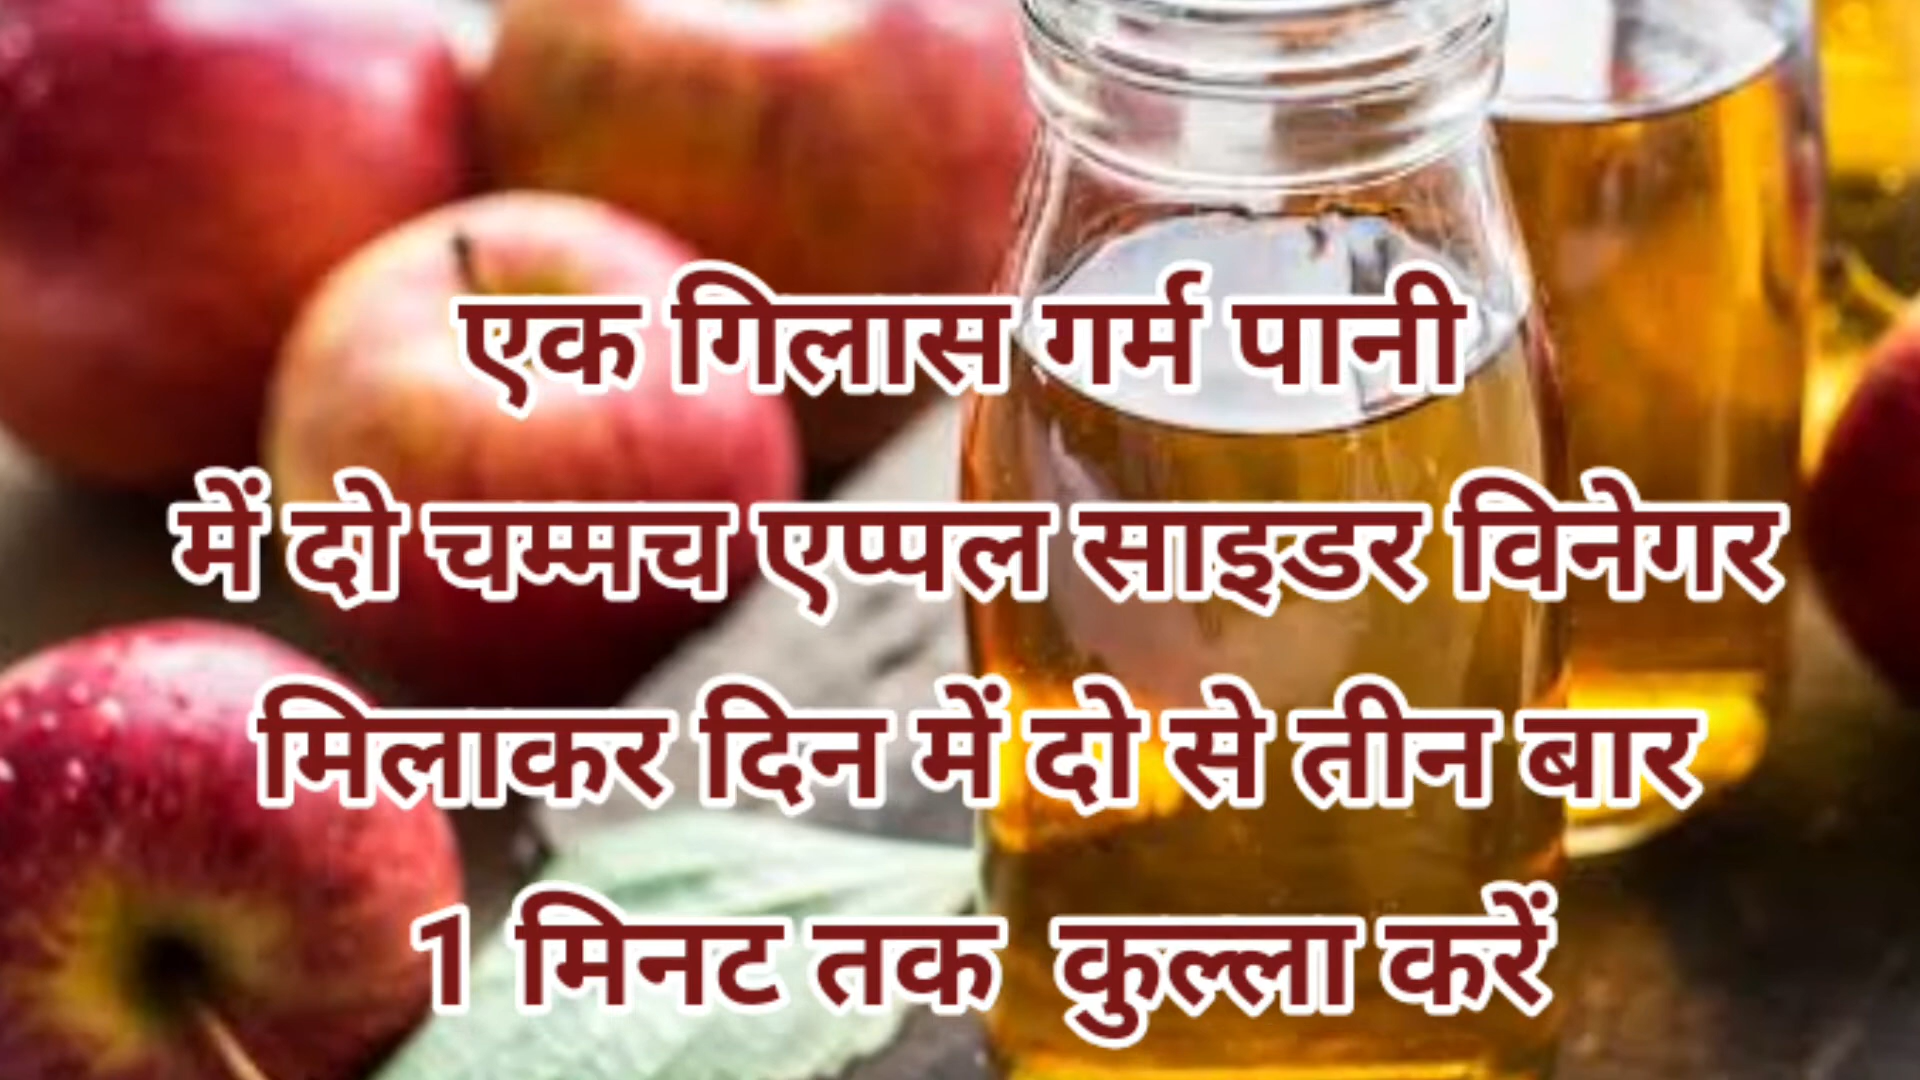 एक गिलास गर्म पानी
में दो चम्मच एप्पल साइडर विनेगर
मिलाकर दिन में दो से तीन बार
1 मिनट तक कुल्ला करें